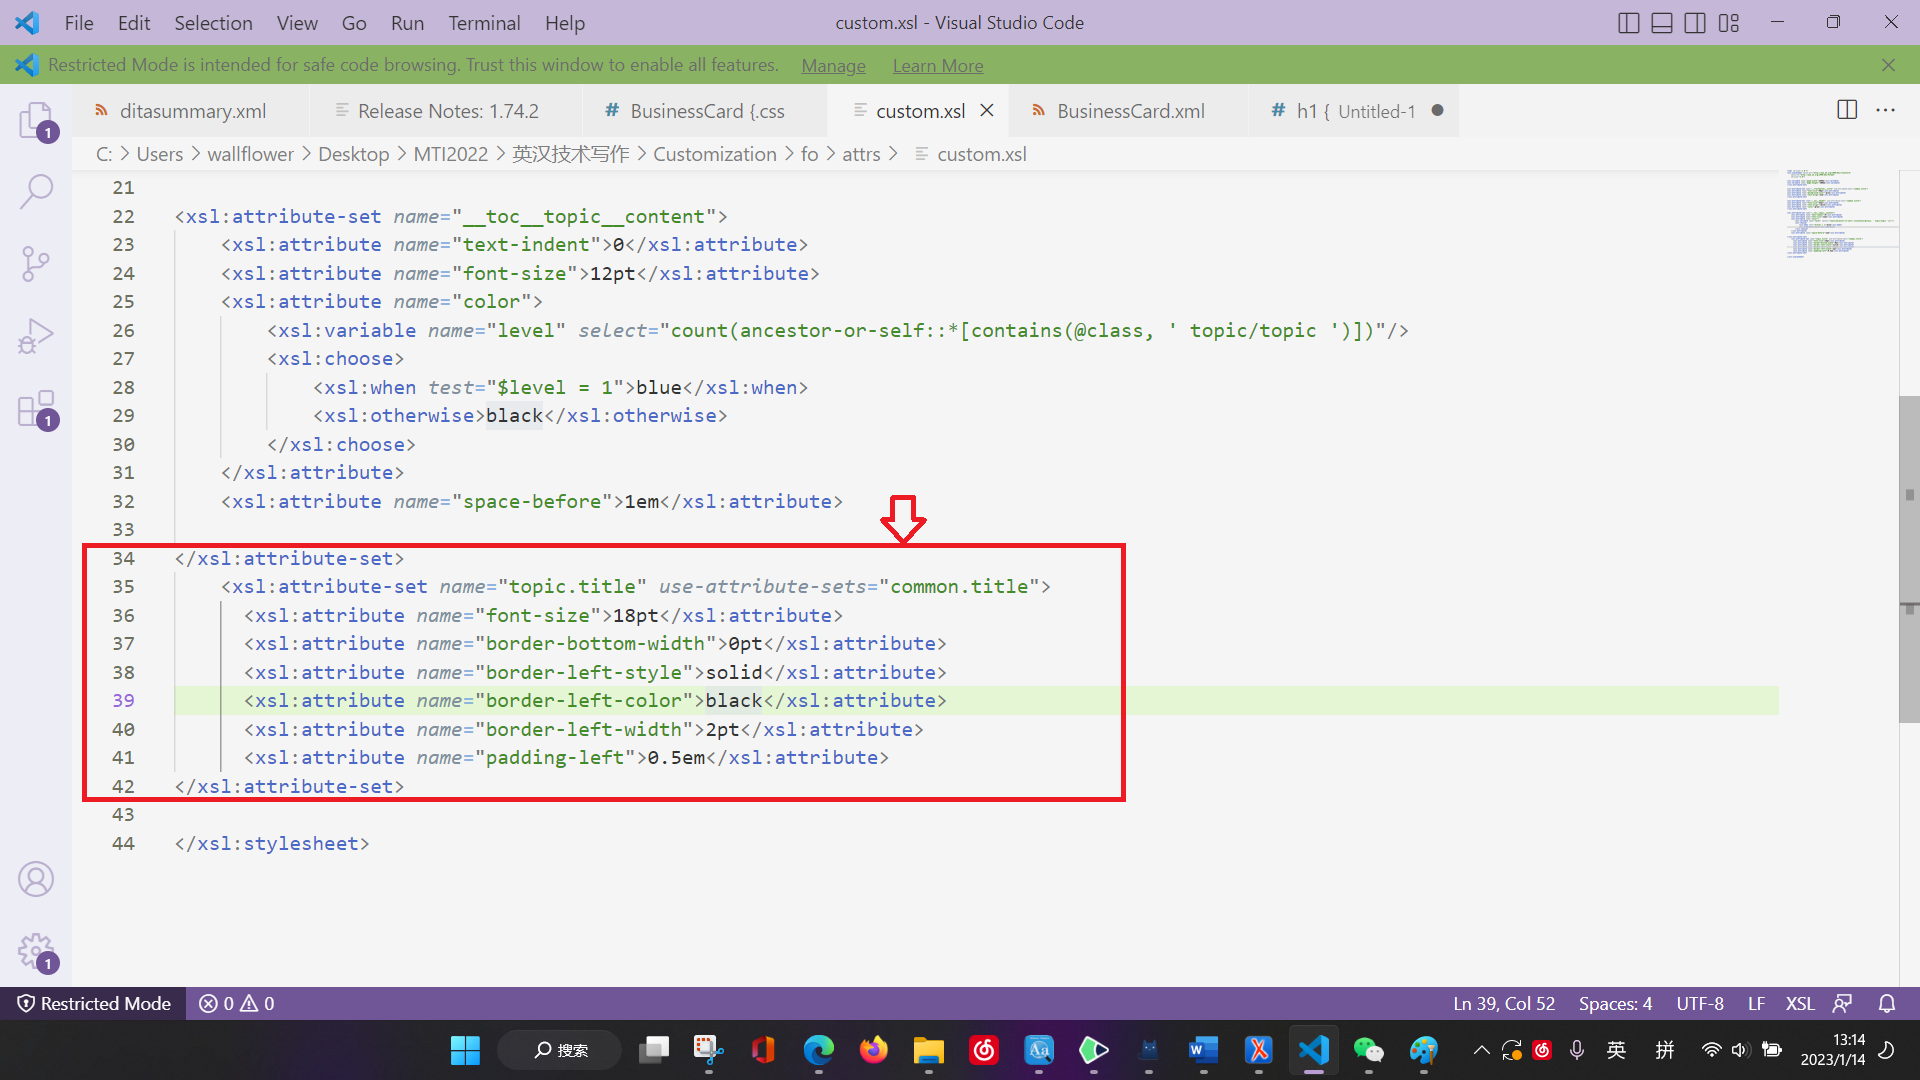 File Edit Selection View Go Run Terminal Help custom.xsl - Visual Studio Code
Restricted Mode is intended for safe code browsing. Trust this window to enable all features. Manage Learn More
ditasummary.xml Release Notes: 1.74.2 # BusinessCard {.css custom.xsl BusinessCard.xml # h1 { Untitled-1
C: > Users > wallflower > Desktop > MTI2022 > 英汉技术写作 > Customization > fo > attrs > custom.xsl
21
22 <xsl:attribute-set name="__toc__topic__content">
23 <xsl:attribute name="text-indent">0</xsl:attribute>
24 <xsl:attribute name="font-size">12pt</xsl:attribute>
25 <xsl:attribute name="color">
26 <xsl:variable name="level" select="count(ancestor-or-self::*[contains(@class, ' topic/topic ')])"/>
27 <xsl:choose>
28 <xsl:when test="$level = 1">blue</xsl:when>
29 <xsl:otherwise>black</xsl:otherwise>
30 </xsl:choose>
31 </xsl:attribute>
32 <xsl:attribute name="space-before">1em</xsl:attribute>
33
34 </xsl:attribute-set>
35 <xsl:attribute-set name="topic.title" use-attribute-sets="common.title">
36 <xsl:attribute name="font-size">18pt</xsl:attribute>
37 <xsl:attribute name="border-bottom-width">0pt</xsl:attribute>
38 <xsl:attribute name="border-left-style">solid</xsl:attribute>
39 <xsl:attribute name="border-left-color">black</xsl:attribute>
40 <xsl:attribute name="border-left-width">2pt</xsl:attribute>
41 <xsl:attribute name="padding-left">0.5em</xsl:attribute>
42 </xsl:attribute-set>
43
44 </xsl:stylesheet>
1
1
1
Restricted Mode 0 0 Ln 39, Col 52 Spaces: 4 UTF-8 LF XSL
搜索 英 拼 13:14
2023/1/14